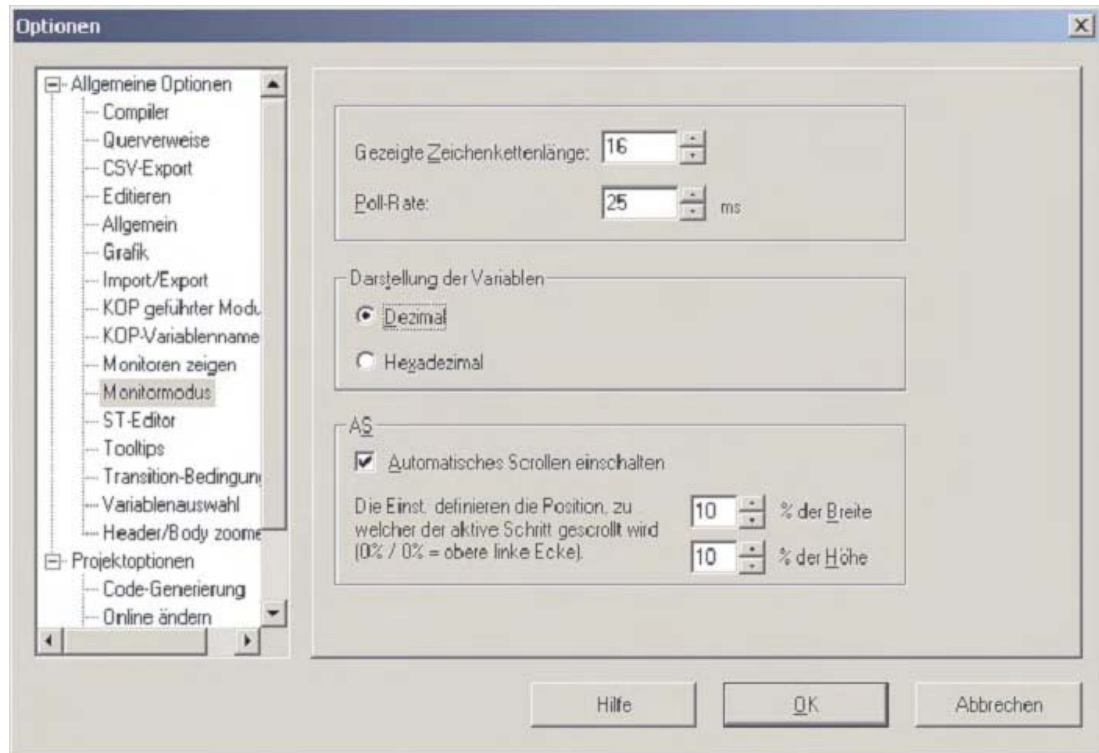 Optionen
Allgemeine Optionen
Compiler
Querverweise
CSV-Export
Editieren
Allgemein
Grafik
Import/Export
KOP geführter Modu
KOP-Variablenname
Monitoren zeigen
Monitormodus
ST-Editor
Tooltips
Transition-Bedingun
Variablenauswahl
Header/Body zoome
Projektoptionen
Code-Generierung
Online ändern
Gezeigte Zeichenkettenlänge: 16
Poll-Rate: 25 ms
Darstellung der Variablen
Dezimal
Hexadezimal
AS
Automatisches Scrollen einschalten
Die Einst. definieren die Position, zu
welcher der aktive Schritt gescrollt wird
(0% / 0% = obere linke Ecke).
10 % der Breite
10 % der Höhe
Hilfe
OK
Abbrechen